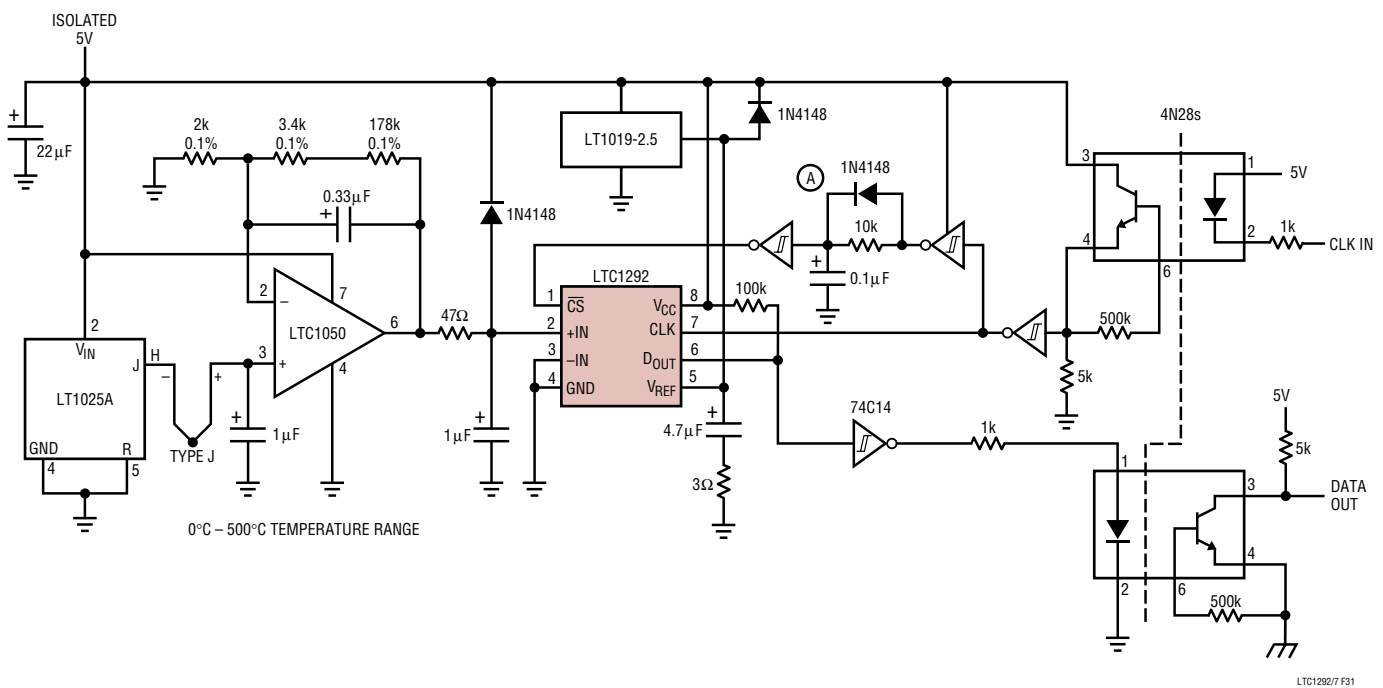 ISOLATED
5V
+
22µF
2k
0.1%
3.4k
0.1%
178k
0.1%
0.33µF
+
1N4148
LT1019-2.5
1N4148
A
1N4148
10k
+
0.1µF
4N28s
3
1
5V
4
2
1k
CLK IN
6
2
–
7
LTC1050
6
3
+
4
47Ω
LTC1292
1
CS
VCC
8
100k
2
+IN
CLK
7
3
–IN
DOUT
6
4
GND
VREF
5
500k
5k
2
VIN
J
H
–
+
LT1025A
GND
R
4
5
TYPE J
+
1µF
+
1µF
+
4.7µF
3Ω
74C14
1k
5V
5k
1
3
DATA
OUT
4
2
6
500k
0°C – 500°C TEMPERATURE RANGE
LTC1292/7 F31